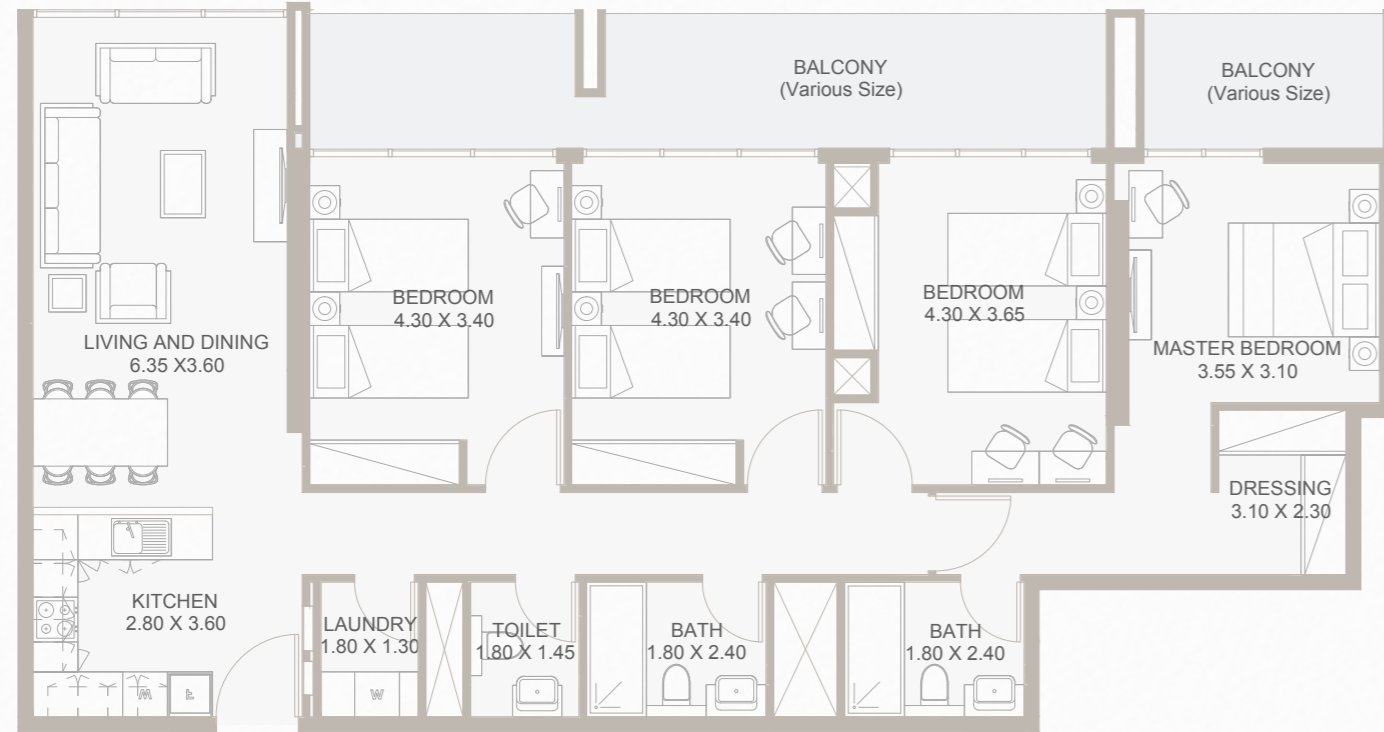 BALCONY
(Various Size)
BALCONY
(Various Size)
BEDROOM
4.30 X 3.40
BEDROOM
4.30 X 3.40
BEDROOM
4.30 X 3.65
LIVING AND DINING
6.35 X3.60
MASTER BEDROOM
3.55 X 3.10
DRESSING
3.10 X 2.30
KITCHEN
2.80 X 3.60
LAUNDRY
1.80 X 1.30
TOILET
1.80 X 1.45
BATH
1.80 X 2.40
BATH
1.80 X 2.40
M
F
W